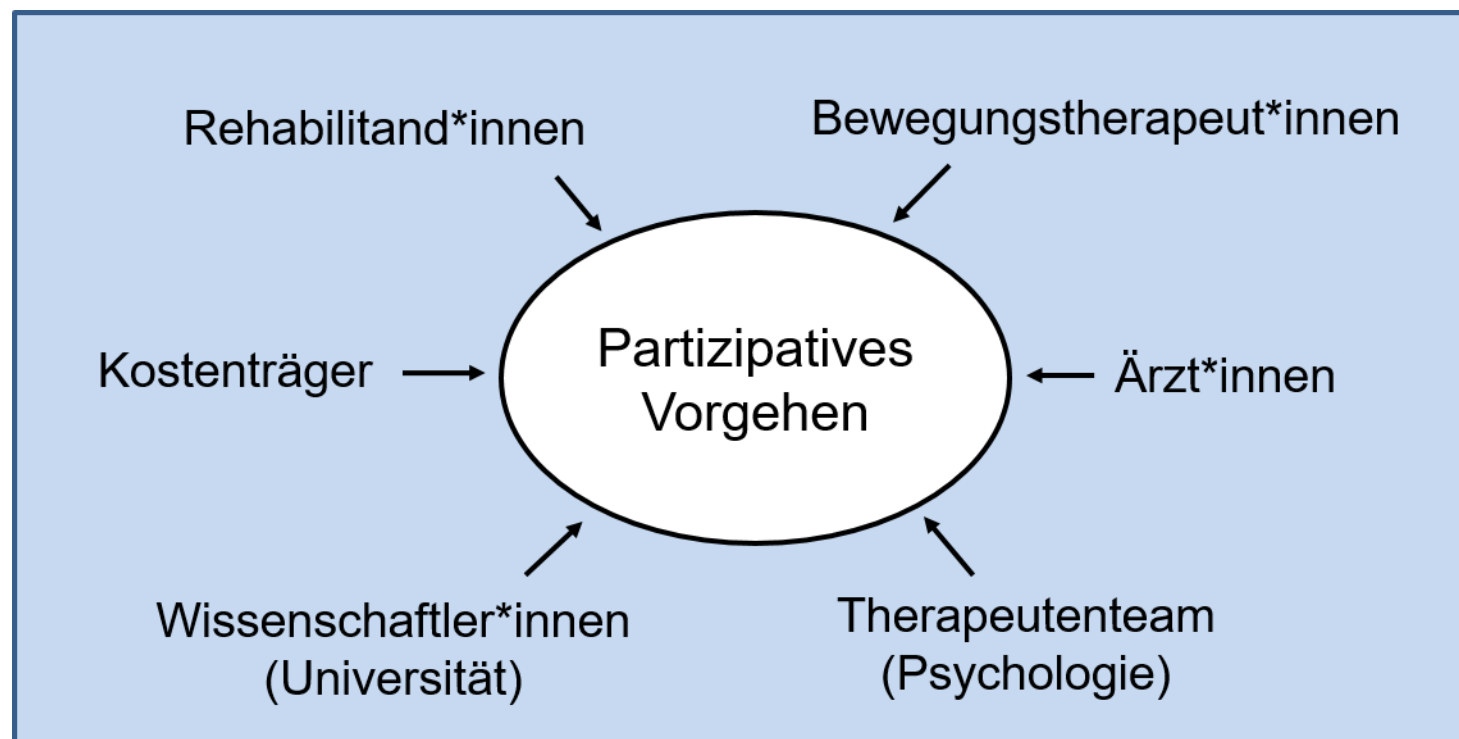 Rehabilitand*innen
Bewegungstherapeut*innen
Partizipatives
Vorgehen
Kostenträger
Ärzt*innen
Wissenschaftler*innen
(Universität)
Therapeutenteam
(Psychologie)